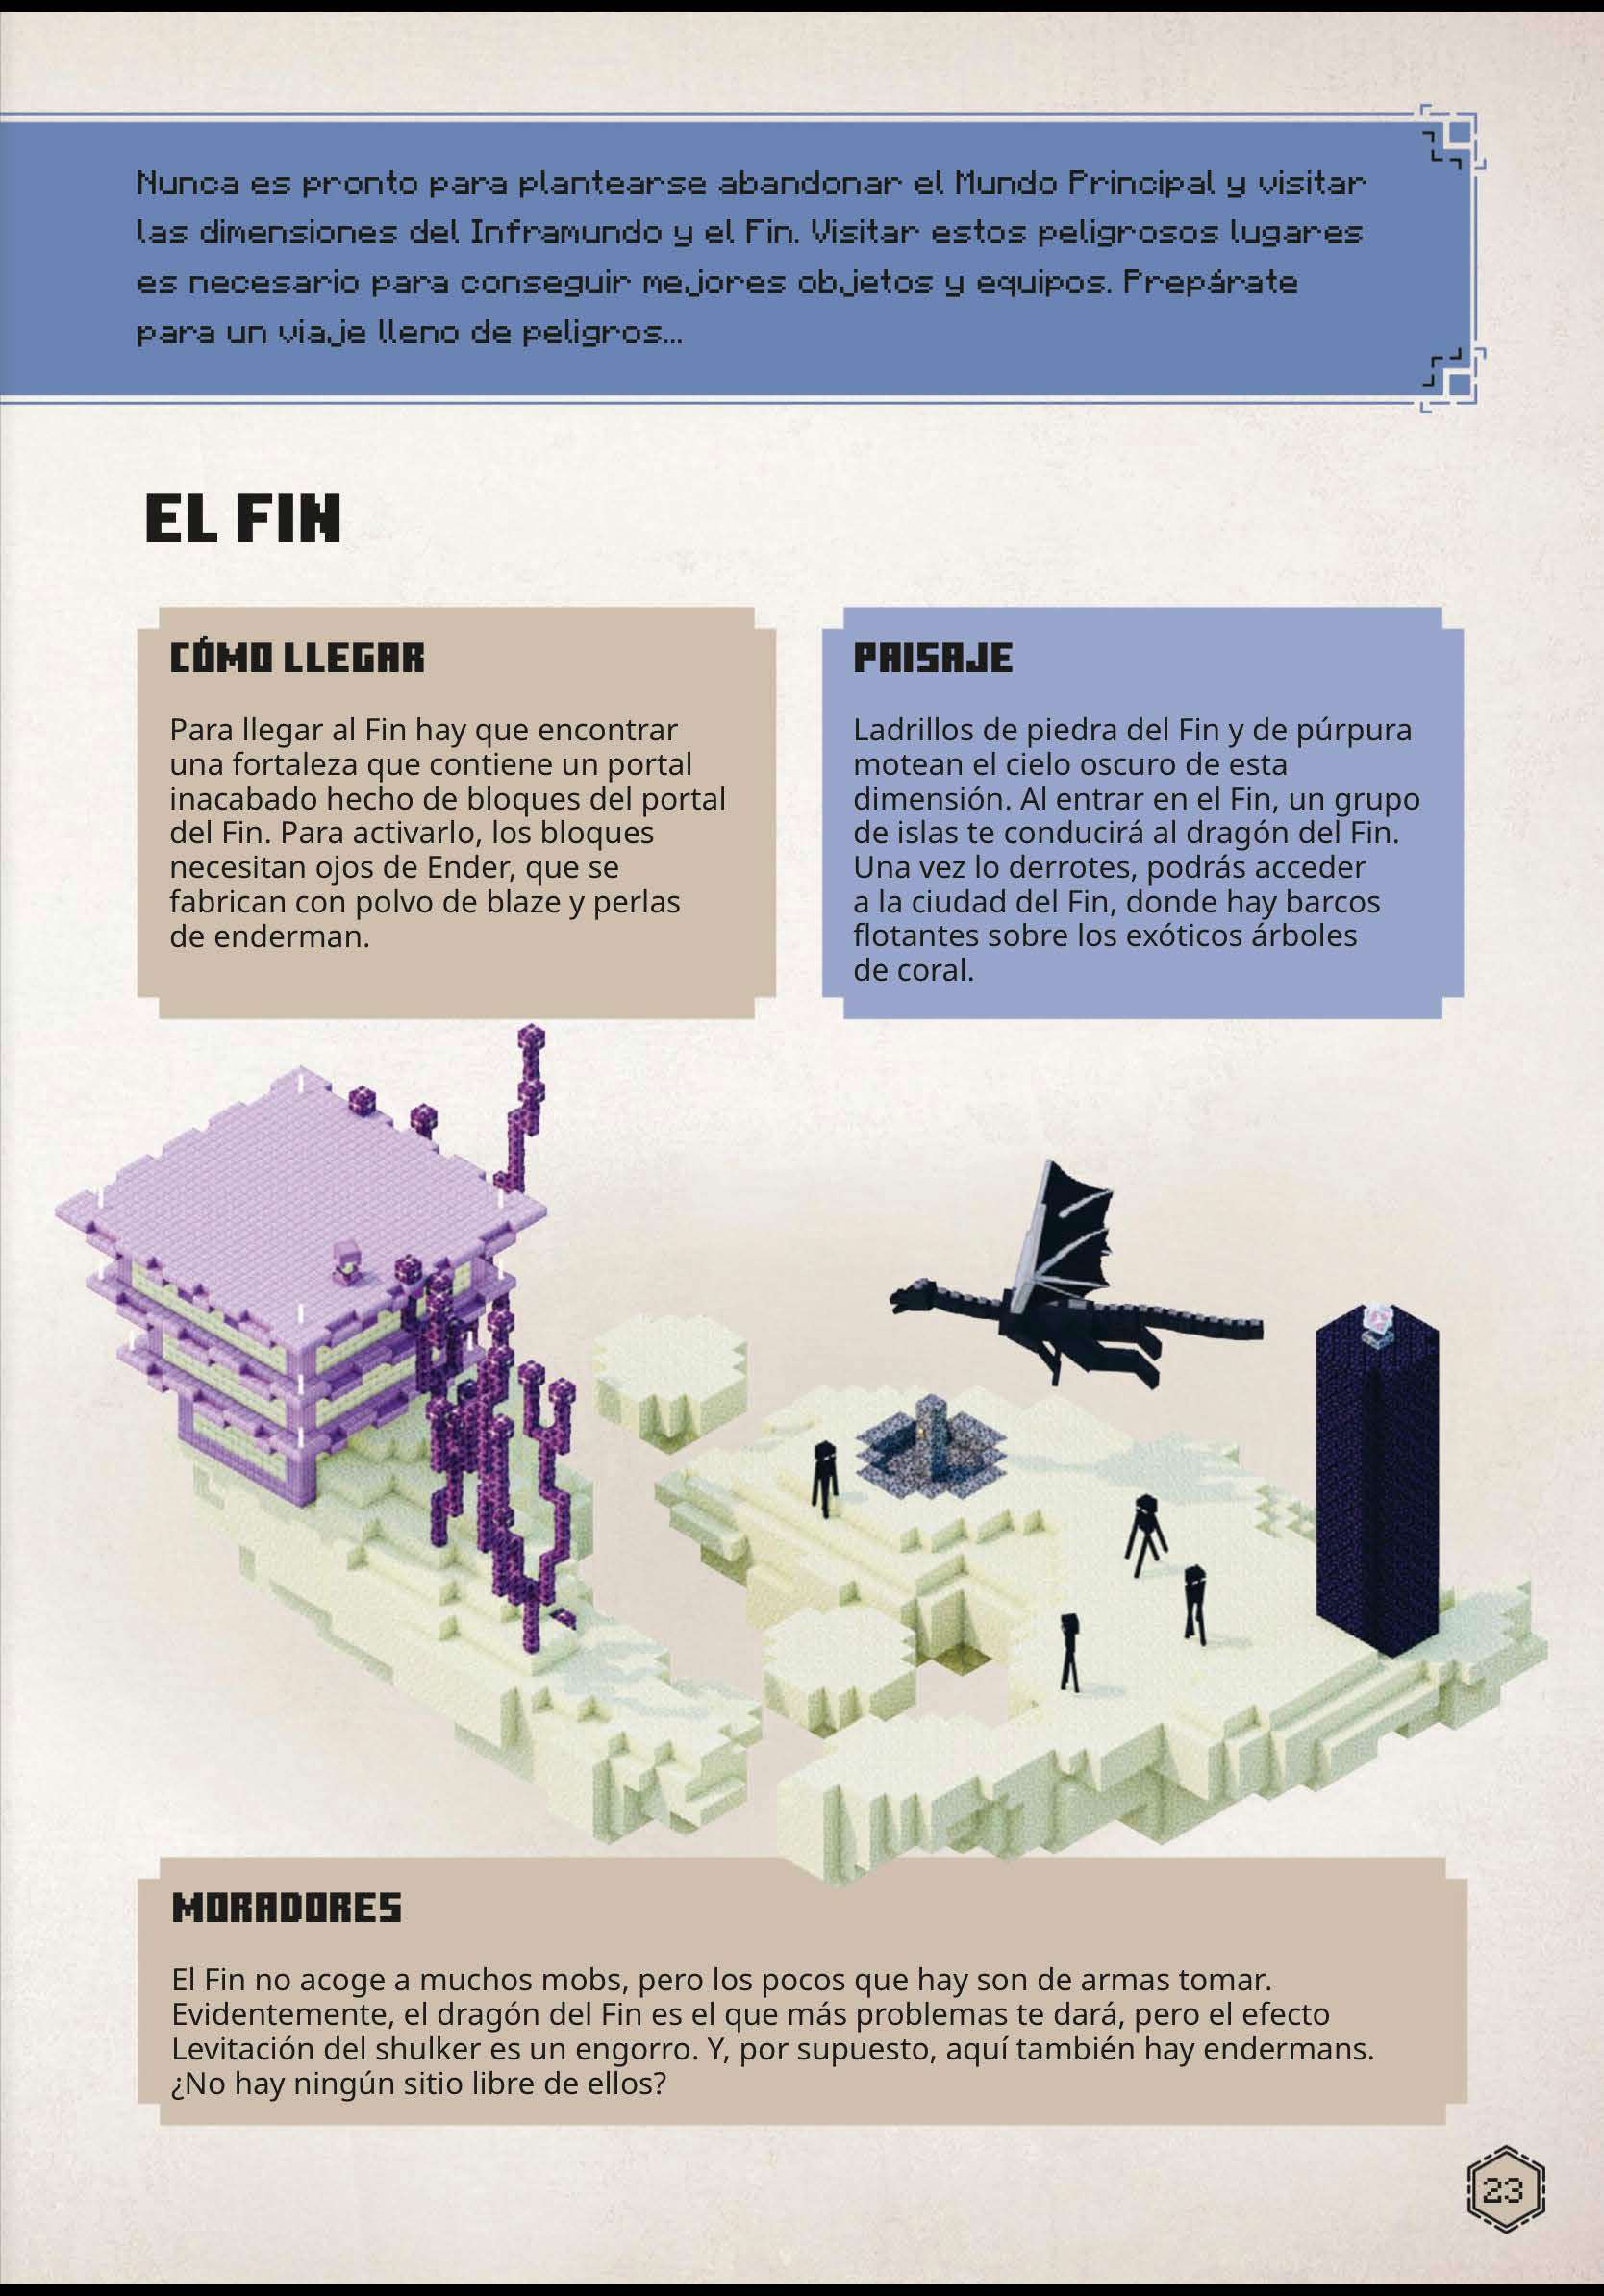 Nunca es pronto para plantearse abandonar el Mundo Principal y visitar
las dimensiones del Inframundo y el Fin. Visitar estos peligrosos lugares
es necesario para conseguir mejores objetos y equipos. Prepárate
para un viaje lleno de peligros...
EL FIN
CÓMO LLEGAR
Para llegar al Fin hay que encontrar
una fortaleza que contiene un portal
inacabado hecho de bloques del portal
del Fin. Para activarlo, los bloques
necesitan ojos de Ender, que se
fabrican con polvo de blaze y perlas
de enderman.
PAISAJE
Ladrillos de piedra del Fin y de púrpura
motean el cielo oscuro de esta
dimensión. Al entrar en el Fin, un grupo
de islas te conducirá al dragón del Fin.
Una vez lo derrotes, podrás acceder
a la ciudad del Fin, donde hay barcos
flotantes sobre los exóticos árboles
de coral.
MORADORES
El Fin no acoge a muchos mobs, pero los pocos que hay son de armas tomar.
Evidentemente, el dragón del Fin es el que más problemas te dará, pero el efecto
Levitación del shulker es un engorro. Y, por supuesto, aquí también hay endermans.
¿No hay ningún sitio libre de ellos?
23